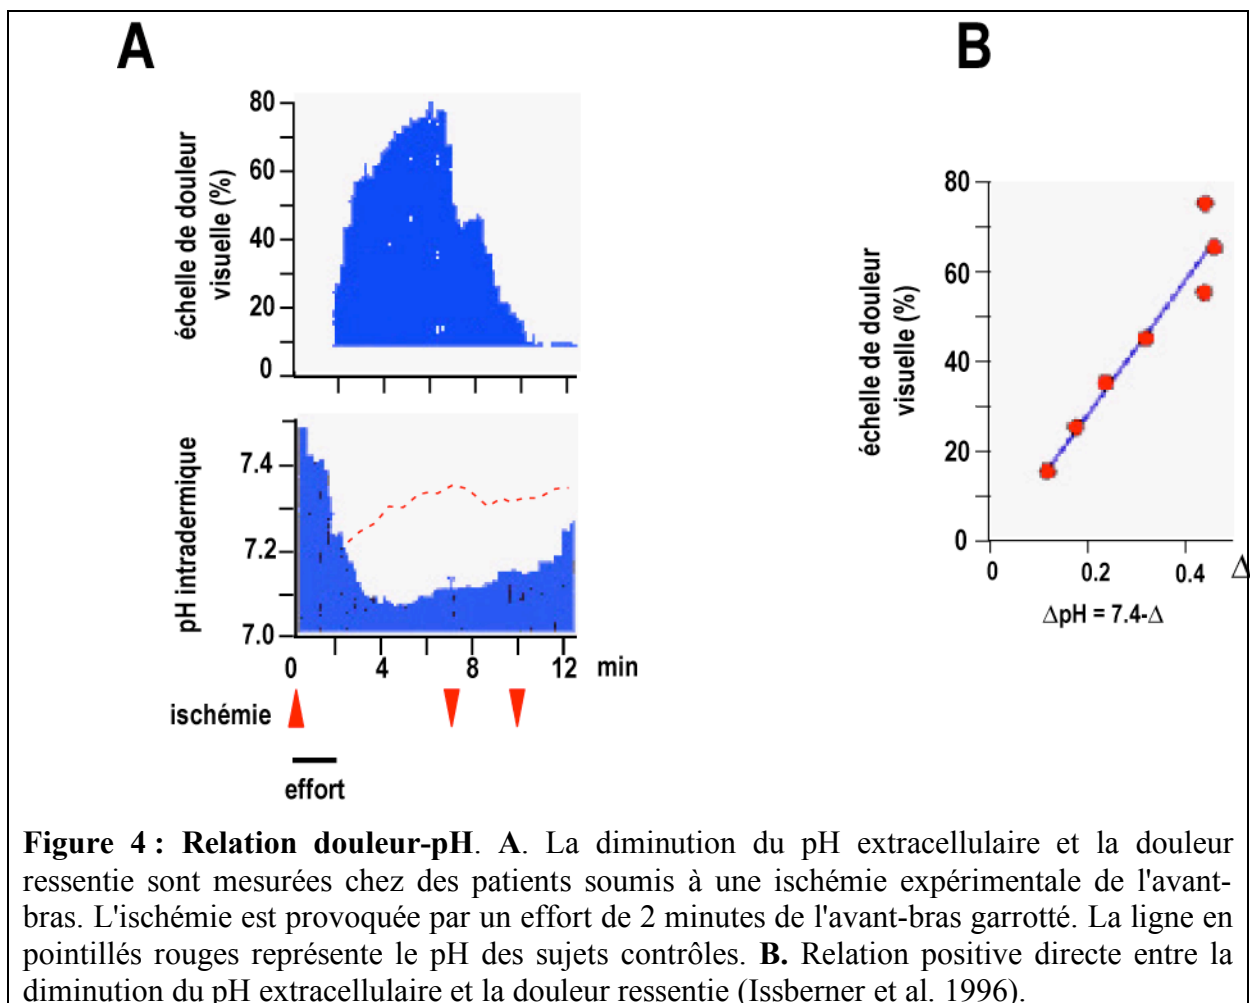 A
B
échelle de douleur
visuelle (%)
80
60
40
20
0
pH intradermique
7.4
7.2
7.0
0 4 8 12 min
ischémie
effort
échelle de douleur
visuelle (%)
80
60
40
20
0
0 0.2 0.4 Δ
ΔpH = 7.4-Δ
Figure 4 : Relation douleur-pH. A. La diminution du pH extracellulaire et la douleur
ressentie sont mesurées chez des patients soumis à une ischémie expérimentale de l'avant-
bras. L'ischémie est provoquée par un effort de 2 minutes de l'avant-bras garrotté. La ligne en
pointillés rouges représente le pH des sujets contrôles. B. Relation positive directe entre la
diminution du pH extracellulaire et la douleur ressentie (Issberner et al. 1996).